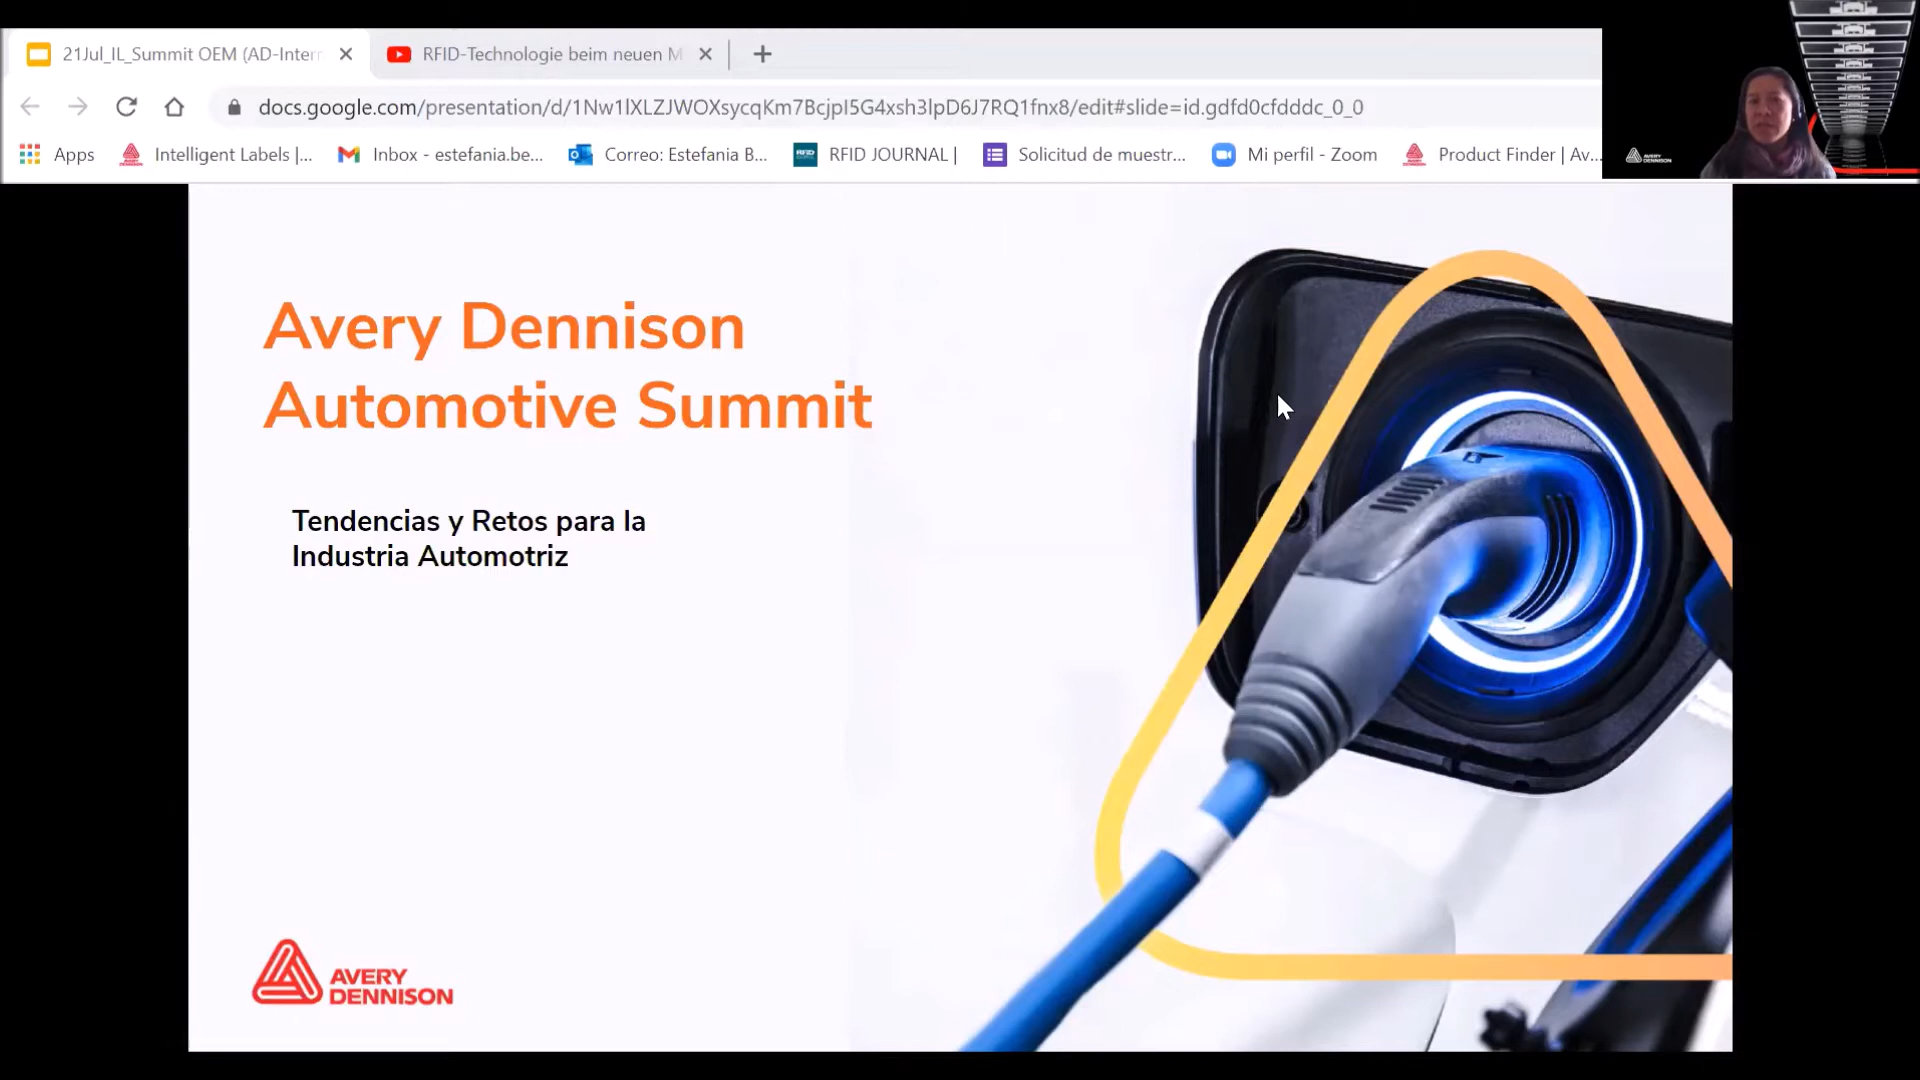 21Jul_IL_Summit OEM (AD-Interr
RFID-Technologie beim neuen M
docs.google.com/presentation/d/1Nw1lXLZJWOXsycqKm7BcjpI5G4xsh3lpD6J7RQ1fnx8/edit#slide=id.gdfd0cfdddc_0_0
Apps
Intelligent Labels |...
Inbox - estefania.be...
Correo: Estefania B...
RFID JOURNAL |
Solicitud de muestr...
Mi perfil - Zoom
Product Finder | Av...
AVERY
DENNISON
Avery Dennison
Automotive Summit
Tendencias y Retos para la
Industria Automotriz
AVERY
DENNISON